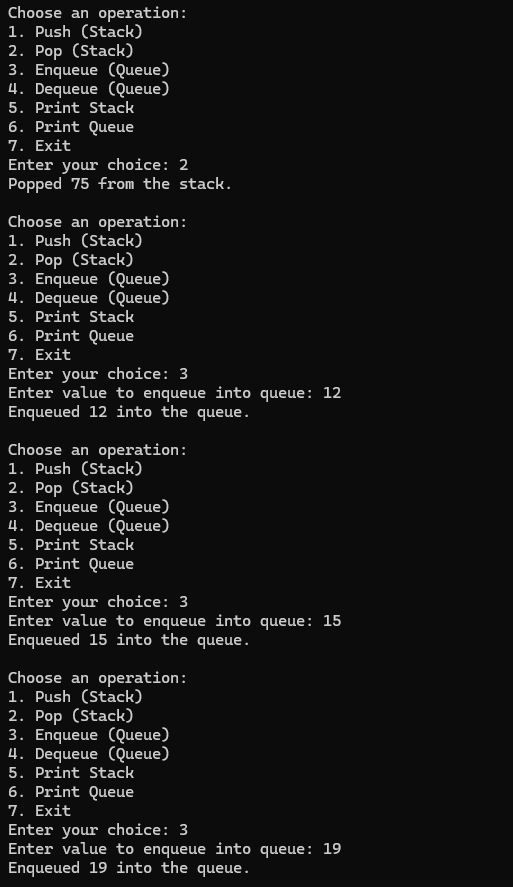 Choose an operation:
1. Push (Stack)
2. Pop (Stack)
3. Enqueue (Queue)
4. Dequeue (Queue)
5. Print Stack
6. Print Queue
7. Exit
Enter your choice: 2
Popped 75 from the stack.

Choose an operation:
1. Push (Stack)
2. Pop (Stack)
3. Enqueue (Queue)
4. Dequeue (Queue)
5. Print Stack
6. Print Queue
7. Exit
Enter your choice: 3
Enter value to enqueue into queue: 12
Enqueued 12 into the queue.

Choose an operation:
1. Push (Stack)
2. Pop (Stack)
3. Enqueue (Queue)
4. Dequeue (Queue)
5. Print Stack
6. Print Queue
7. Exit
Enter your choice: 3
Enter value to enqueue into queue: 15
Enqueued 15 into the queue.

Choose an operation:
1. Push (Stack)
2. Pop (Stack)
3. Enqueue (Queue)
4. Dequeue (Queue)
5. Print Stack
6. Print Queue
7. Exit
Enter your choice: 3
Enter value to enqueue into queue: 19
Enqueued 19 into the queue.